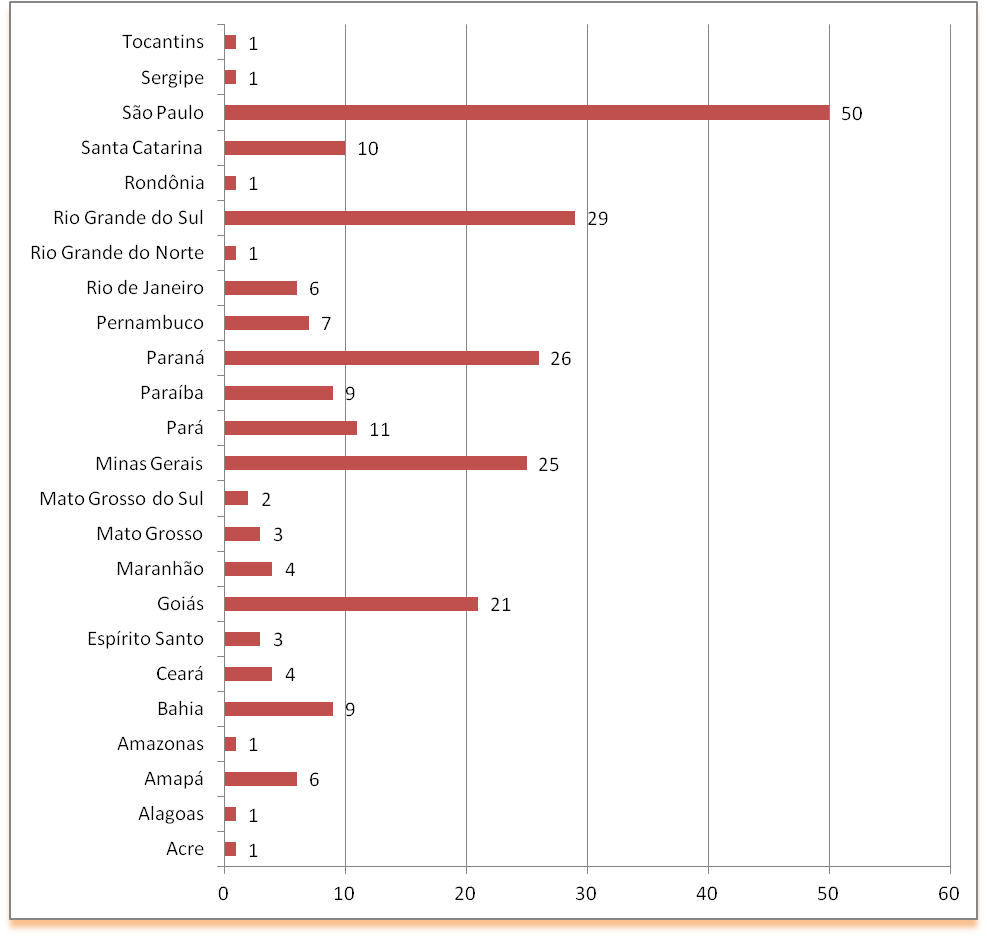 Tocantins 1
Sergipe 1
São Paulo 50
Santa Catarina 10
Rondônia 1
Rio Grande do Sul 29
Rio Grande do Norte 1
Rio de Janeiro 6
Pernambuco 7
Paraná 26
Paraíba 9
Pará 11
Minas Gerais 25
Mato Grosso do Sul 2
Mato Grosso 3
Maranhão 4
Goiás 21
Espírito Santo 3
Ceará 4
Bahia 9
Amazonas 1
Amapá 6
Alagoas 1
Acre 1
0 10 20 30 40 50 60